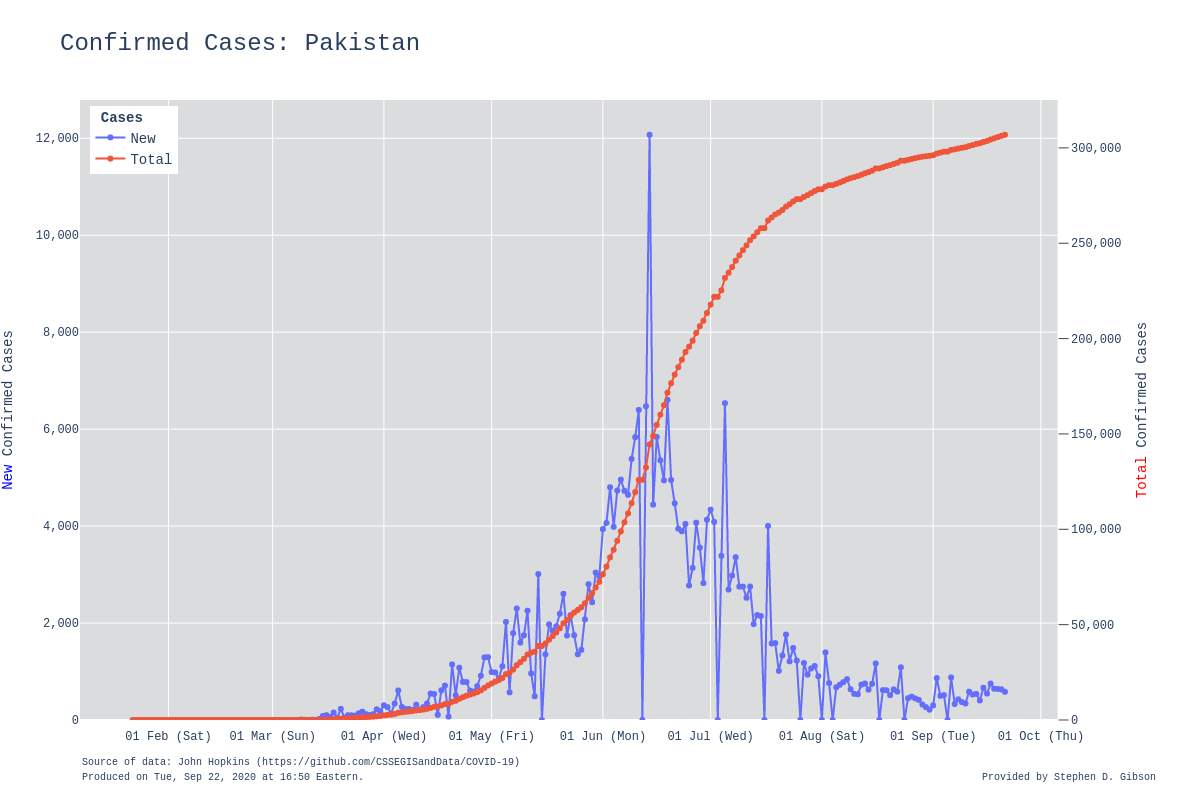 Confirmed Cases: Pakistan
Cases
New
Total
12,000
10,000
8,000
6,000
4,000
2,000
0
300,000
250,000
200,000
150,000
100,000
50,000
0
New Confirmed Cases
Total Confirmed Cases
01 Feb (Sat) 01 Mar (Sun) 01 Apr (Wed) 01 May (Fri) 01 Jun (Mon) 01 Jul (Wed) 01 Aug (Sat) 01 Sep (Tue) 01 Oct (Thu)
Source of data: John Hopkins (https://github.com/CSSEGISandData/COVID-19)
Produced on Tue, Sep 22, 2020 at 16:50 Eastern.
Provided by Stephen D. Gibson